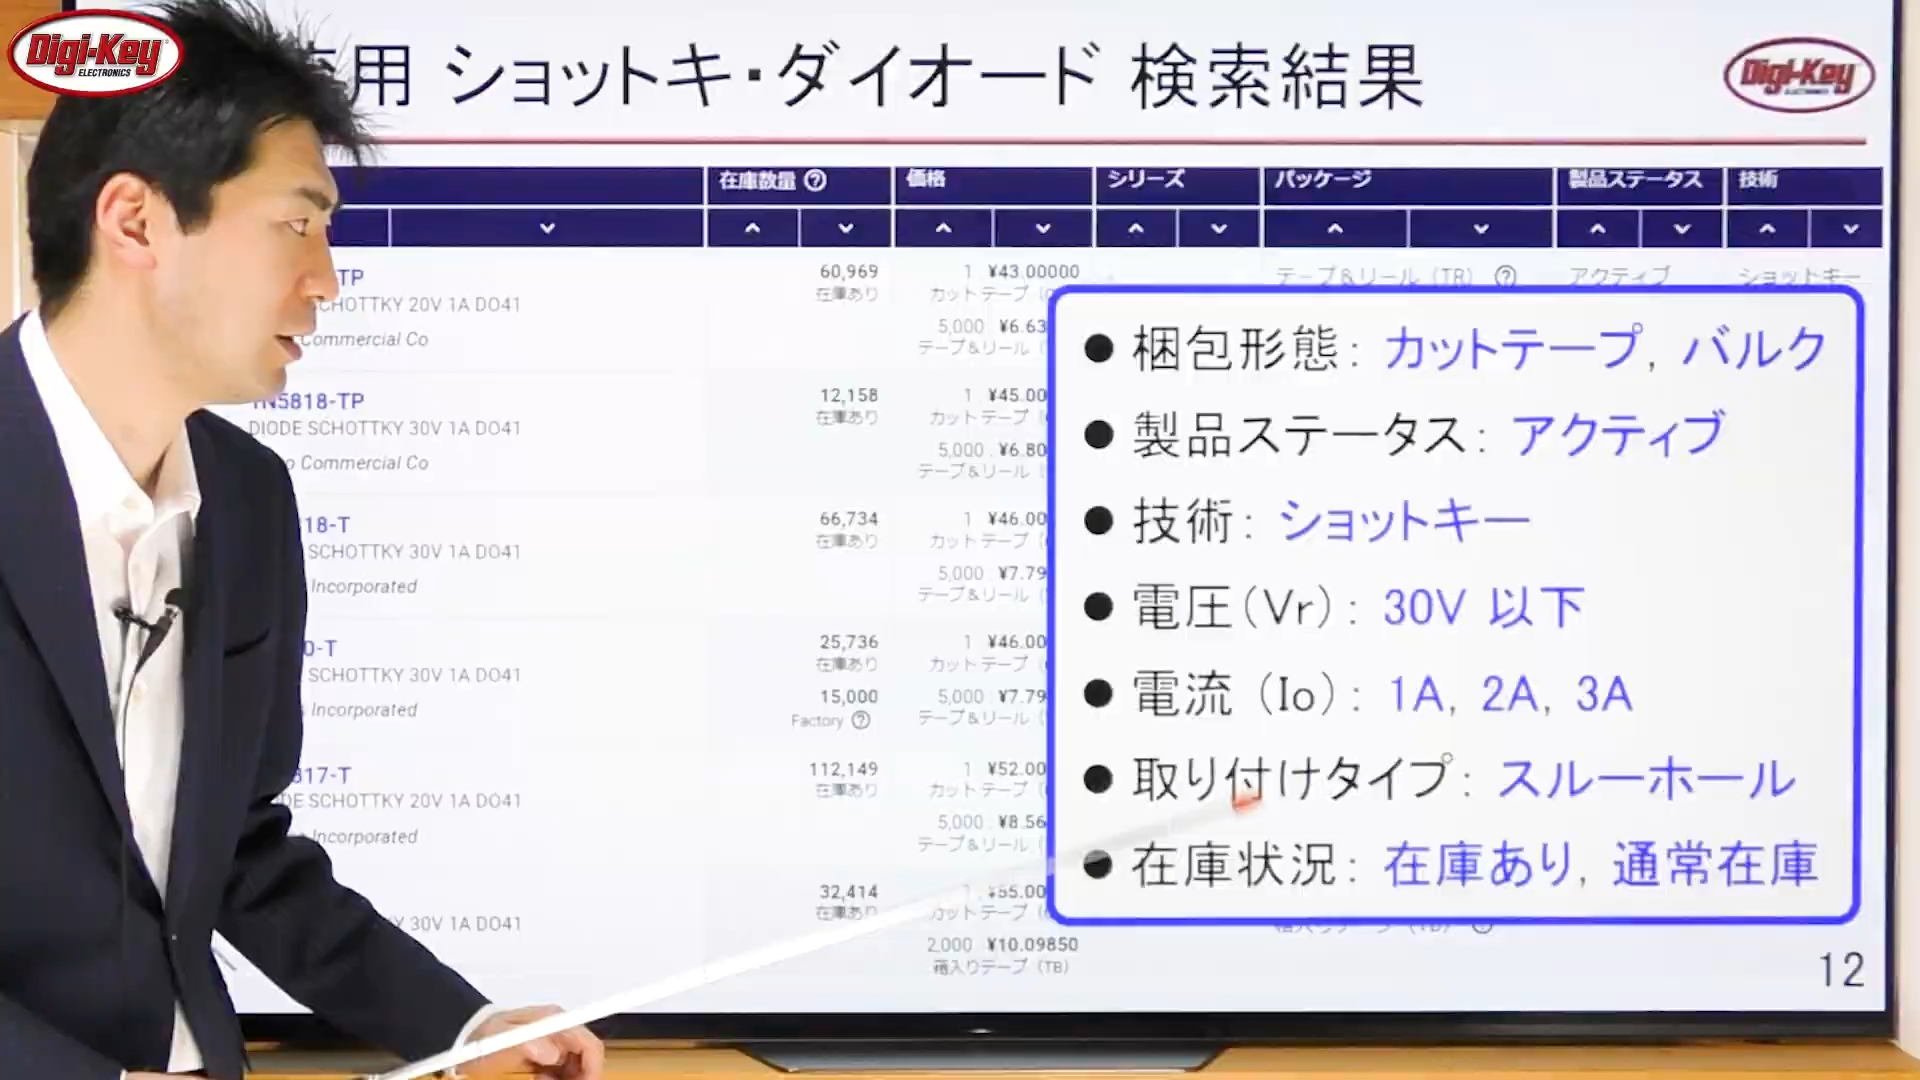 Digi-Key
ELECTRONICS
用 ショットキ・ダイオード 検索結果
Digi-Key
ELECTRONICS
在庫数量 ?
価格
シリーズ
パッケージ
製品ステータス
技術
TP
SCHOTTKY 20V 1A DO41
Commercial Co
60,969
在庫あり
1 ¥43.00000
カットテープ
5,000 ¥6.63
テープ&リール
テープ&リール（TR） ?
アクティブ
ショットキー
1N5818-TP
DIODE SCHOTTKY 30V 1A DO41
o Commercial Co
12,158
在庫あり
1 ¥45.00
カットテープ
5,000 ¥6.80
テープ&リール
18-T
SCHOTTKY 30V 1A DO41
Incorporated
66,734
在庫あり
1 ¥46.00
カットテープ
5,000 ¥7.79
テープ&リール
0-T
SCHOTTKY 30V 1A DO41
Incorporated
25,736
在庫あり
15,000
Factory ?
1 ¥46.00
カットテープ
5,000 ¥7.79
テープ&リール
817-T
DE SCHOTTKY 20V 1A DO41
Incorporated
112,149
在庫あり
1 ¥52.00
カットテープ
5,000 ¥8.56
テープ&リール
Y 30V 1A DO41
32,414
在庫あり
1 ¥55.00
カットテープ
2,000 ¥10.09850
箱入りテープ（TB）
● 梱包形態: カットテープ, バルク
● 製品ステータス: アクティブ
● 技術: ショットキー
● 電圧(Vr): 30V 以下
● 電流 (Io): 1A, 2A, 3A
● 取り付けタイプ: スルーホール
● 在庫状況: 在庫あり, 通常在庫
12